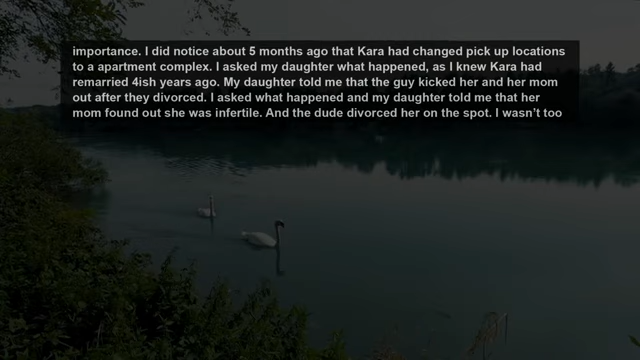 importance. I did notice about 5 months ago that Kara had changed pick up locations
to a apartment complex. I asked my daughter what happened, as I knew Kara had
remarried 4ish years ago. My daughter told me that the guy kicked her and her mom
out after they divorced. I asked what happened and my daughter told me that her
mom found out she was infertile. And the dude divorced her on the spot. I wasn’t too